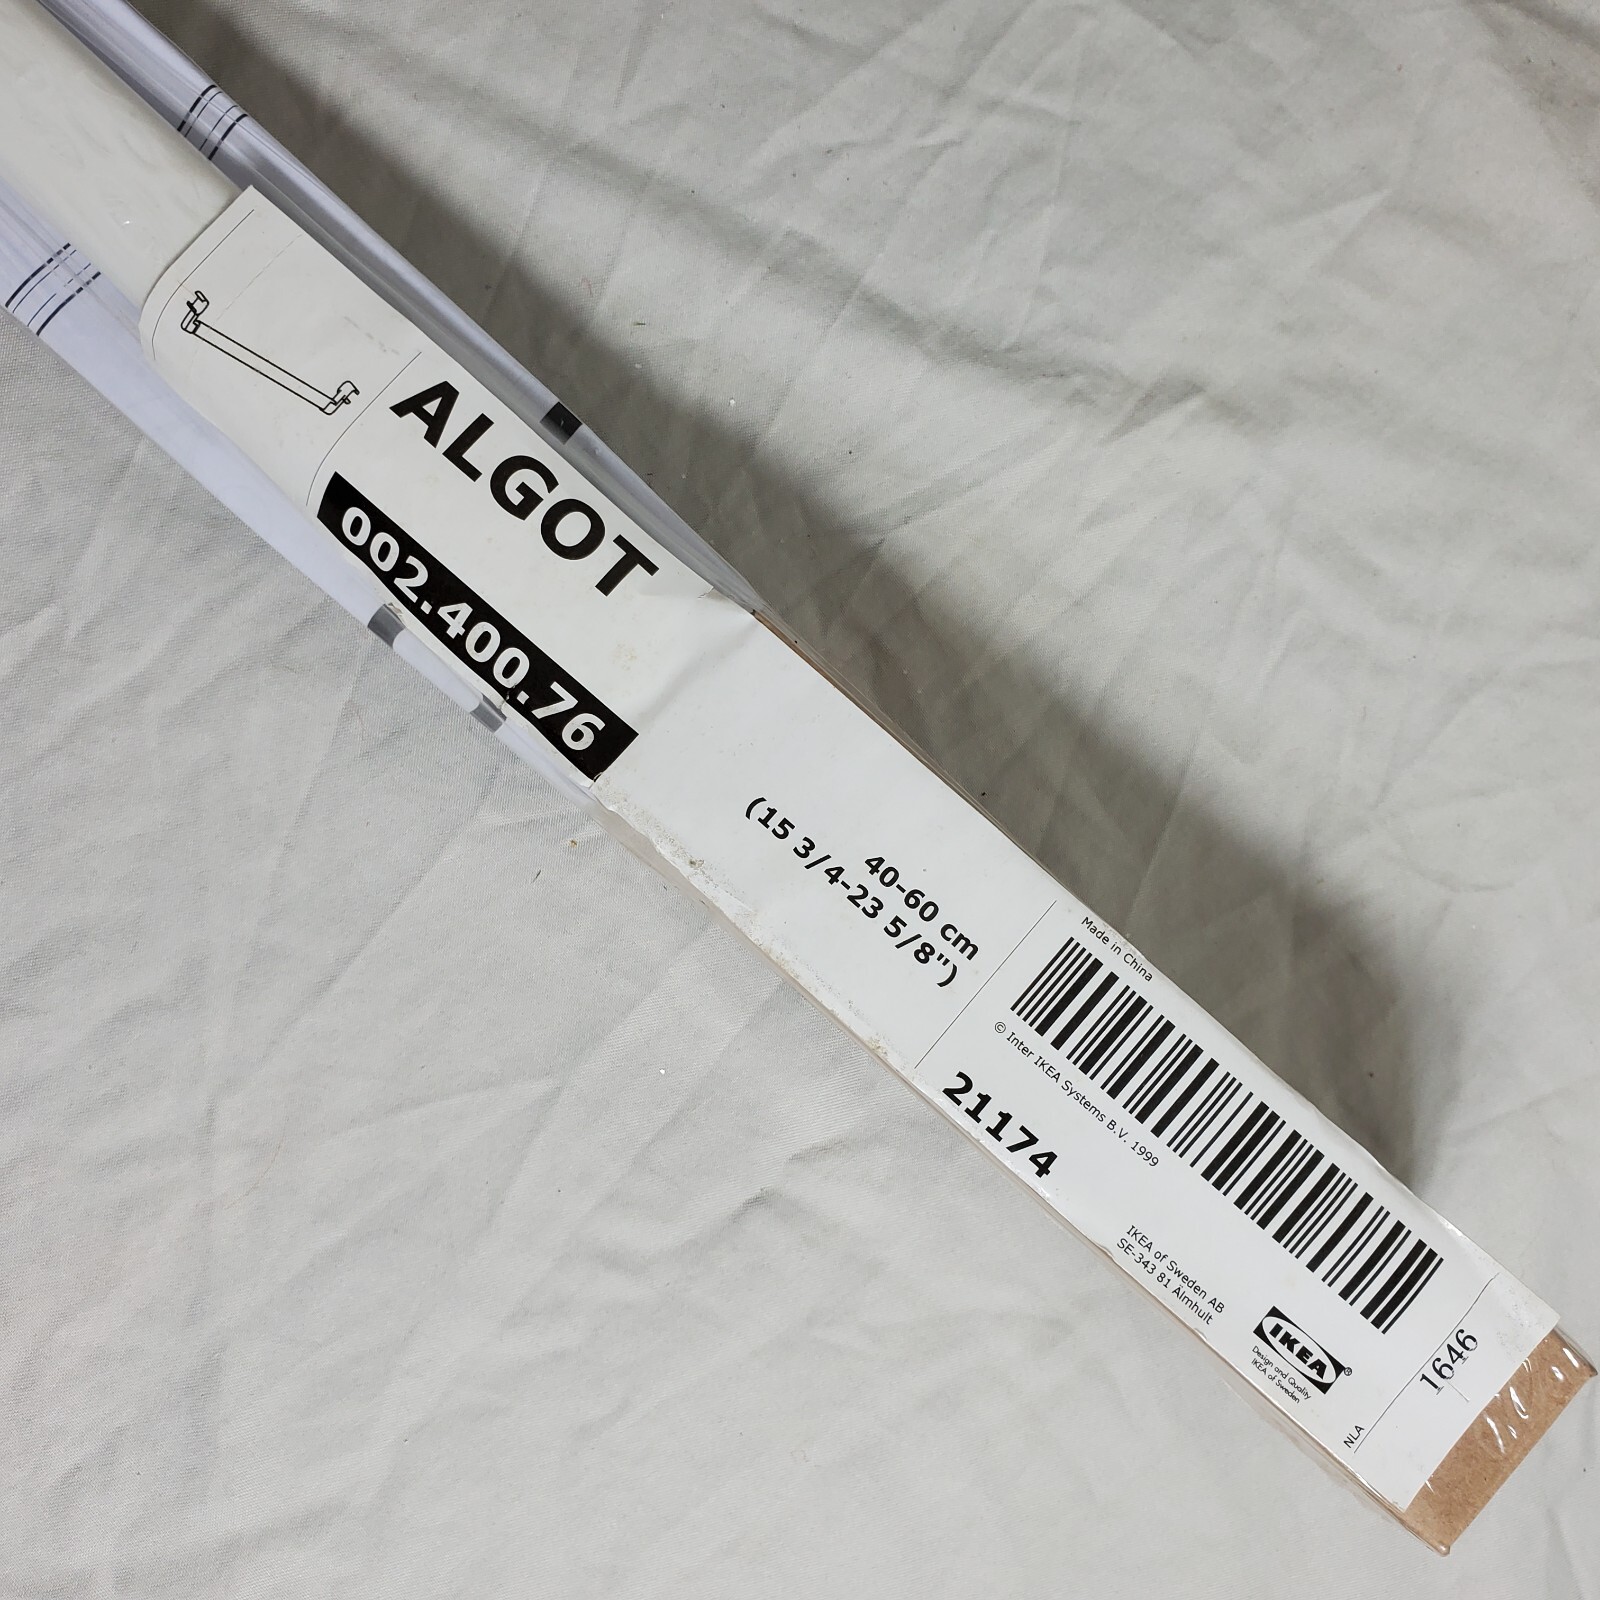 ALGOT
002.400.76
40-60 cm
(15 3/4-23 5/8")
Made in China
© Inter IKEA Systems B.V. 1999
21174
IKEA of Sweden AB
SE-343 81 Älmhult
IKEA®
Design and Quality
IKEA of Sweden
1646
NLA